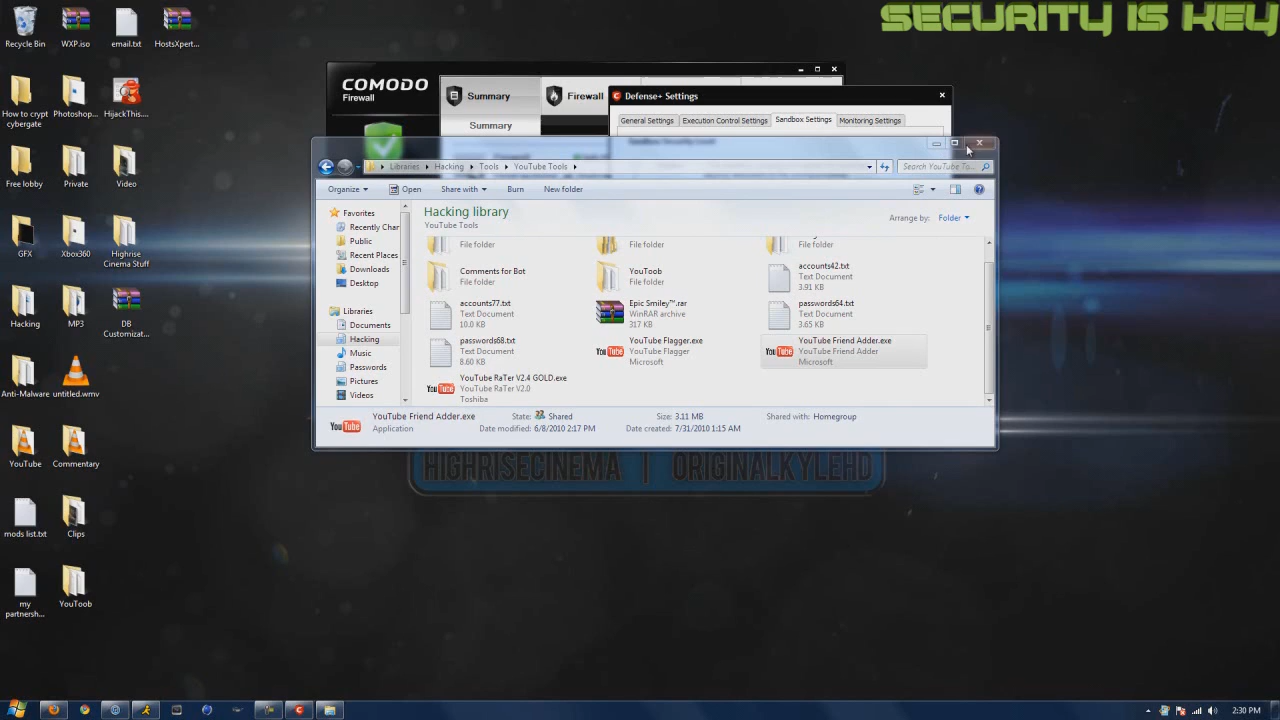 SECURITY IS KEY
Recycle Bin
WXP.iso
email.txt
HostsXpert...
How to crypt
cybergate
Photoshop...
HijackThis...
Free lobby
Private
Video
GFX
Xbox360
Highrise
Cinema Stuff
Hacking
MP3
DB
Customizat...
Anti-Malware
untitled.wmv
YouTube
Commentary
mods list.txt
Clips
my
partnersh...
YouToob
COMODO
Firewall
Summary
Firewall
Summary
Defense+ Settings
General Settings
Execution Control Settings
Sandbox Settings
Monitoring Settings
Sandbox Security Level
Libraries
Hacking
Tools
YouTube Tools
Search YouTube To...
Organize
Open
Share with
Burn
New folder
Favorites
Recently Char
Public
Recent Places
Downloads
Desktop
Libraries
Documents
Hacking
Music
Passwords
Pictures
Videos
Hacking library
YouTube Tools
Arrange by:
Folder
File folder
File folder
File folder
Comments for Bot
File folder
YouToob
File folder
accounts42.txt
Text Document
3.91 KB
accounts77.txt
Text Document
10.0 KB
Epic Smiley™.rar
WinRAR archive
317 KB
passwords64.txt
Text Document
3.65 KB
passwords68.txt
Text Document
8.60 KB
YouTube Flagger.exe
YouTube Flagger
Microsoft
YouTube Friend Adder.exe
YouTube Friend Adder
Microsoft
YouTube RaTer V2.4 GOLD.exe
YouTube RaTer V2.0
Toshiba
YouTube Friend Adder.exe
Application
State: Shared
Date modified: 6/8/2010 2:17 PM
Size: 3.11 MB
Date created: 7/31/2010 1:15 AM
Shared with: Homegroup
HIGHRISECINEMA | ORIGINALKYLEHD
2:30 PM